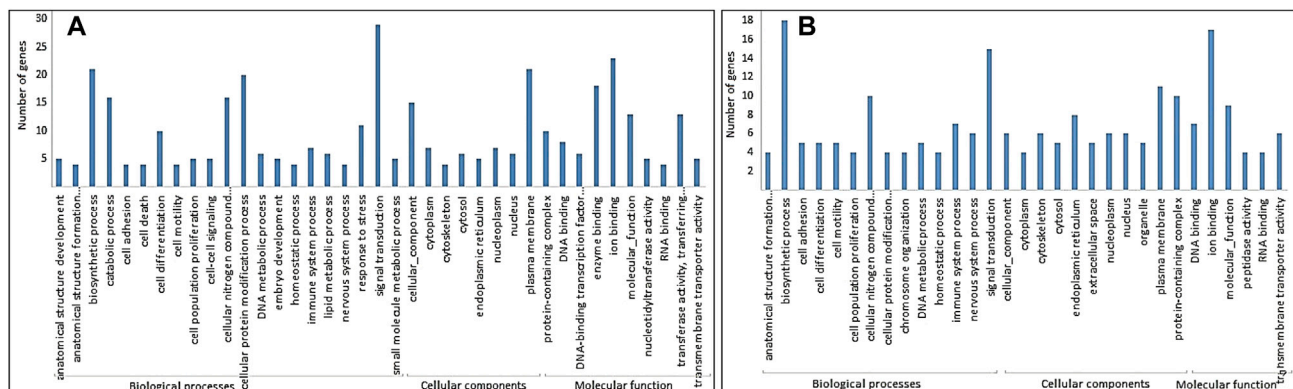 A
Number of genes
30
25
20
15
10
5
anatomical structure development
anatomical structure formation...
biosynthetic process
catabolic process
cell adhesion
cell death
cell differentiation
cell motility
cell population proliferation
cell-cell signaling
cellular nitrogen compound...
cellular protein modification process
DNA metabolic process
embryo development
homeostatic process
immune system process
lipid metabolic process
nervous system process
response to stress
signal transduction
small molecule metabolic process
cellular_component
cytoplasm
cytoskeleton
cytosol
endoplasmic reticulum
nucleoplasm
nucleus
plasma membrane
protein-containing complex
DNA binding
DNA-binding transcription factor...
enzyme binding
ion binding
molecular_function
nucleotidyltransferase activity
RNA binding
transferase activity, transferring...
transmembrane transporter activity
Biological processes
Cellular components
Molecular function
B
Number of genes
18
16
14
12
10
8
6
4
2
anatomical structure formation...
biosynthetic process
cell adhesion
cell differentiation
cell motility
cell population proliferation
cellular nitrogen compound...
cellular protein modification...
chromosome organization
DNA metabolic process
homeostatic process
immune system process
nervous system process
signal transduction
cellular_component
cytoplasm
cytoskeleton
cytosol
endoplasmic reticulum
extracellular space
nucleoplasm
nucleus
organelle
plasma membrane
protein-containing complex
DNA binding
ion binding
molecular_function
peptidase activity
RNA binding
transmembrane transporter activity
Biological processes
Cellular components
Molecular function